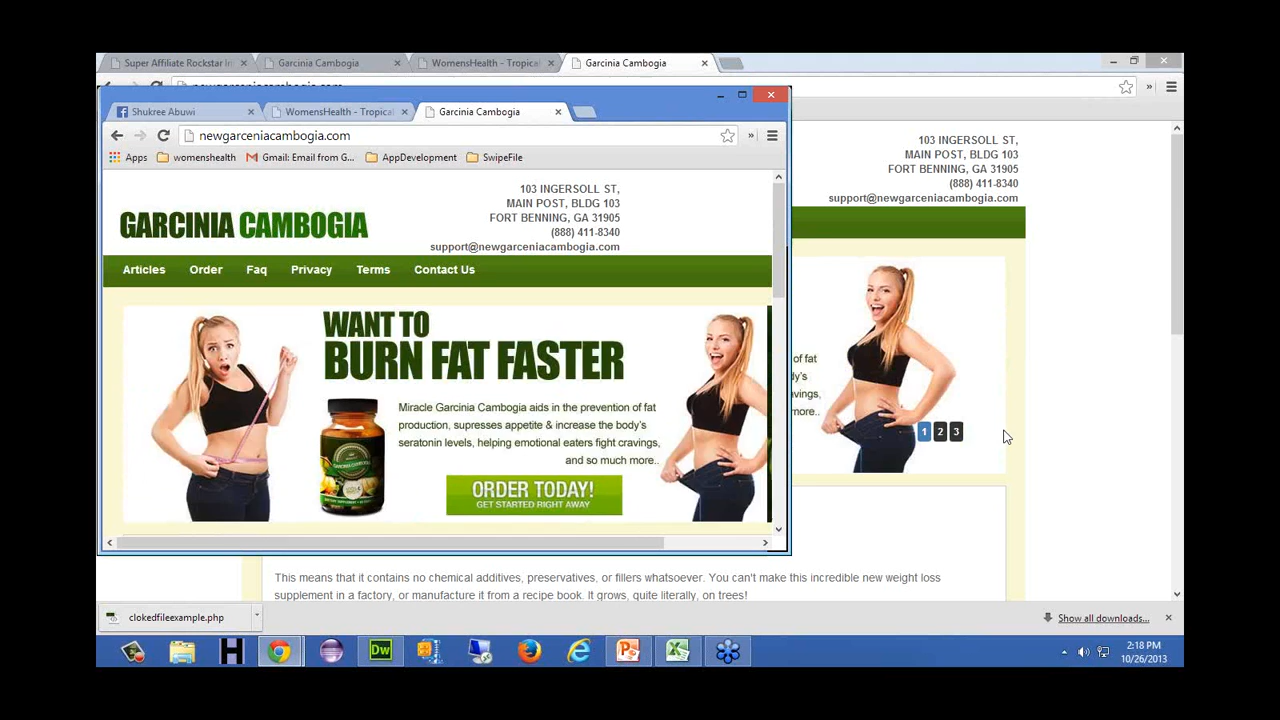 Super Affiliate Rockstar In
Garcinia Cambogia
WomensHealth - Tropical
Garcinia Cambogia
Shukree Abuwi
WomensHealth - Tropical
Garcinia Cambogia
newgarceniacambogia.com
Apps
womenshealth
Gmail: Email from G...
AppDevelopment
SwipeFile
103 INGERSOLL ST,
MAIN POST, BLDG 103
FORT BENNING, GA 31905
(888) 411-8340
support@newgarceniacambogia.com
GARCINIA CAMBOGIA
Articles
Order
Faq
Privacy
Terms
Contact Us
WANT TO
BURN FAT FASTER
Miracle Garcinia Cambogia aids in the prevention of fat
production, supresses appetite & increase the body's
seratonin levels, helping emotional eaters fight cravings,
and so much more..
ORDER TODAY!
GET STARTED RIGHT AWAY
103 INGERSOLL ST,
MAIN POST, BLDG 103
FORT BENNING, GA 31905
(888) 411-8340
support@newgarceniacambogia.com
of fat
dy's
avings,
more..
1 2 3
This means that it contains no chemical additives, preservatives, or fillers whatsoever. You can't make this incredible new weight loss
supplement in a factory, or manufacture it from a recipe book. It grows, quite literally, on trees!
clokedfileexample.php
Show all downloads...
H
Dw
2:18 PM
10/26/2013